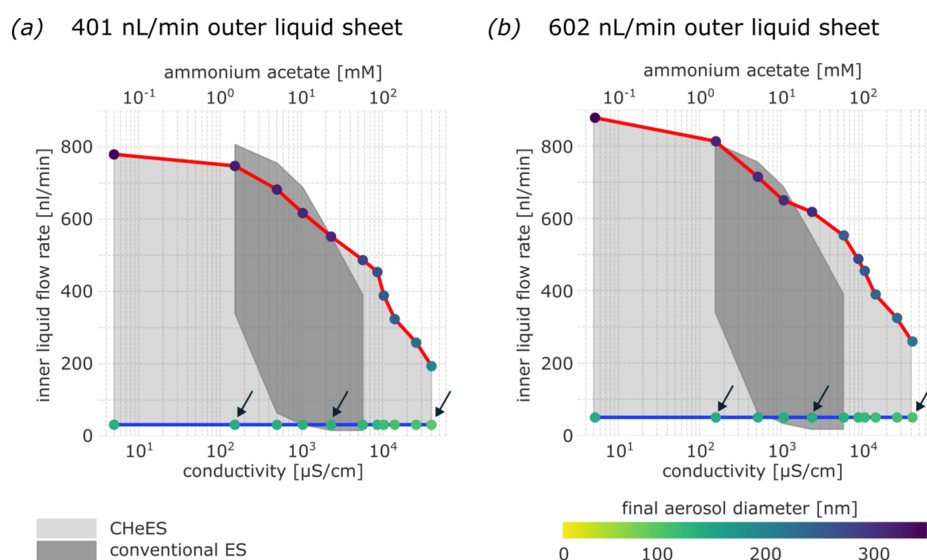 (a) 401 nL/min outer liquid sheet
ammonium acetate [mM]
10-1 100 101 102
inner liquid flow rate [nl/min]
800
600
400
200
0
101 102 103 104
conductivity [µS/cm]
(b) 602 nL/min outer liquid sheet
ammonium acetate [mM]
10-1 100 101 102
inner liquid flow rate [nl/min]
800
600
400
200
0
101 102 103 104
conductivity [µS/cm]
CHeES
conventional ES
final aerosol diameter [nm]
0 100 200 300